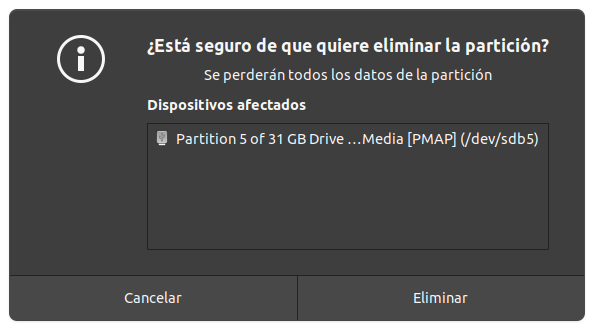 ¿Está seguro de que quiere eliminar la partición?
Se perderán todos los datos de la partición
Dispositivos afectados
Partition 5 of 31 GB Drive …Media [PMAP] (/dev/sdb5)
Cancelar
Eliminar